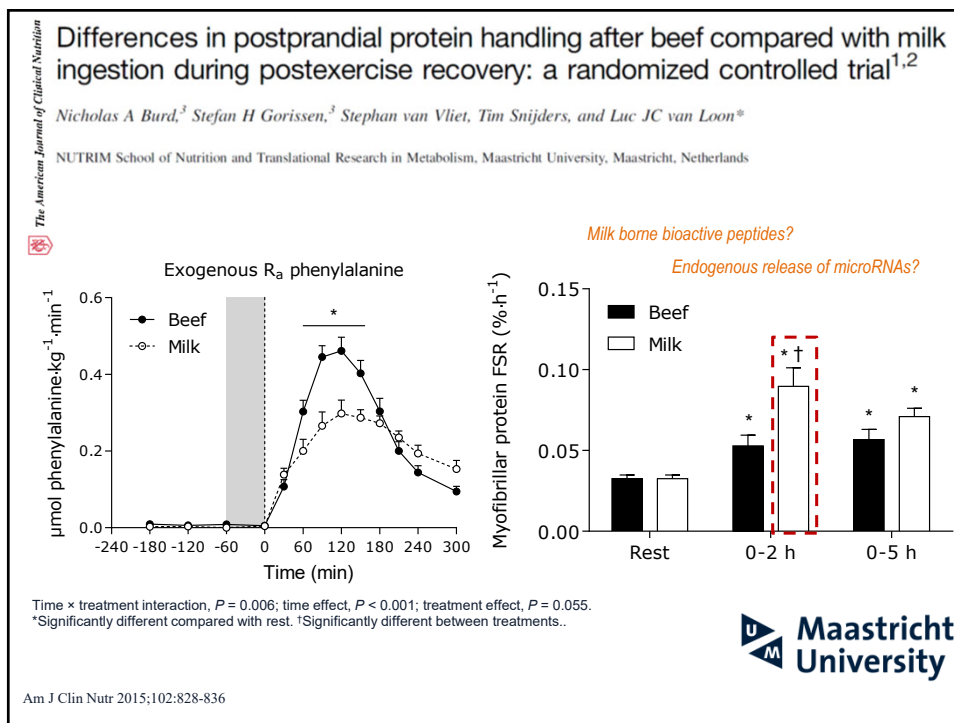 The American Journal of Clinical Nutrition
Differences in postprandial protein handling after beef compared with milk
ingestion during postexercise recovery: a randomized controlled trial1,2
Nicholas A Burd,3 Stefan H Gorissen,3 Stephan van Vliet, Tim Snijders, and Luc JC van Loon*
NUTRIM School of Nutrition and Translational Research in Metabolism, Maastricht University, Maastricht, Netherlands
Milk borne bioactive peptides?
Endogenous release of microRNAs?
Exogenous Ra phenylalanine
µmol phenylalanine·kg-1·min-1
0.6
0.4
0.2
0.0
Beef
Milk
*
-240 -180 -120 -60 0 60 120 180 240 300
Time (min)
Myofibrillar protein FSR (%·h-1)
0.15
0.10
0.05
0.00
Beef
Milk
* * † * *
Rest 0-2 h 0-5 h
Time × treatment interaction, P = 0.006; time effect, P < 0.001; treatment effect, P = 0.055.
*Significantly different compared with rest. †Significantly different between treatments..
U M
Maastricht
University
Am J Clin Nutr 2015;102:828-836